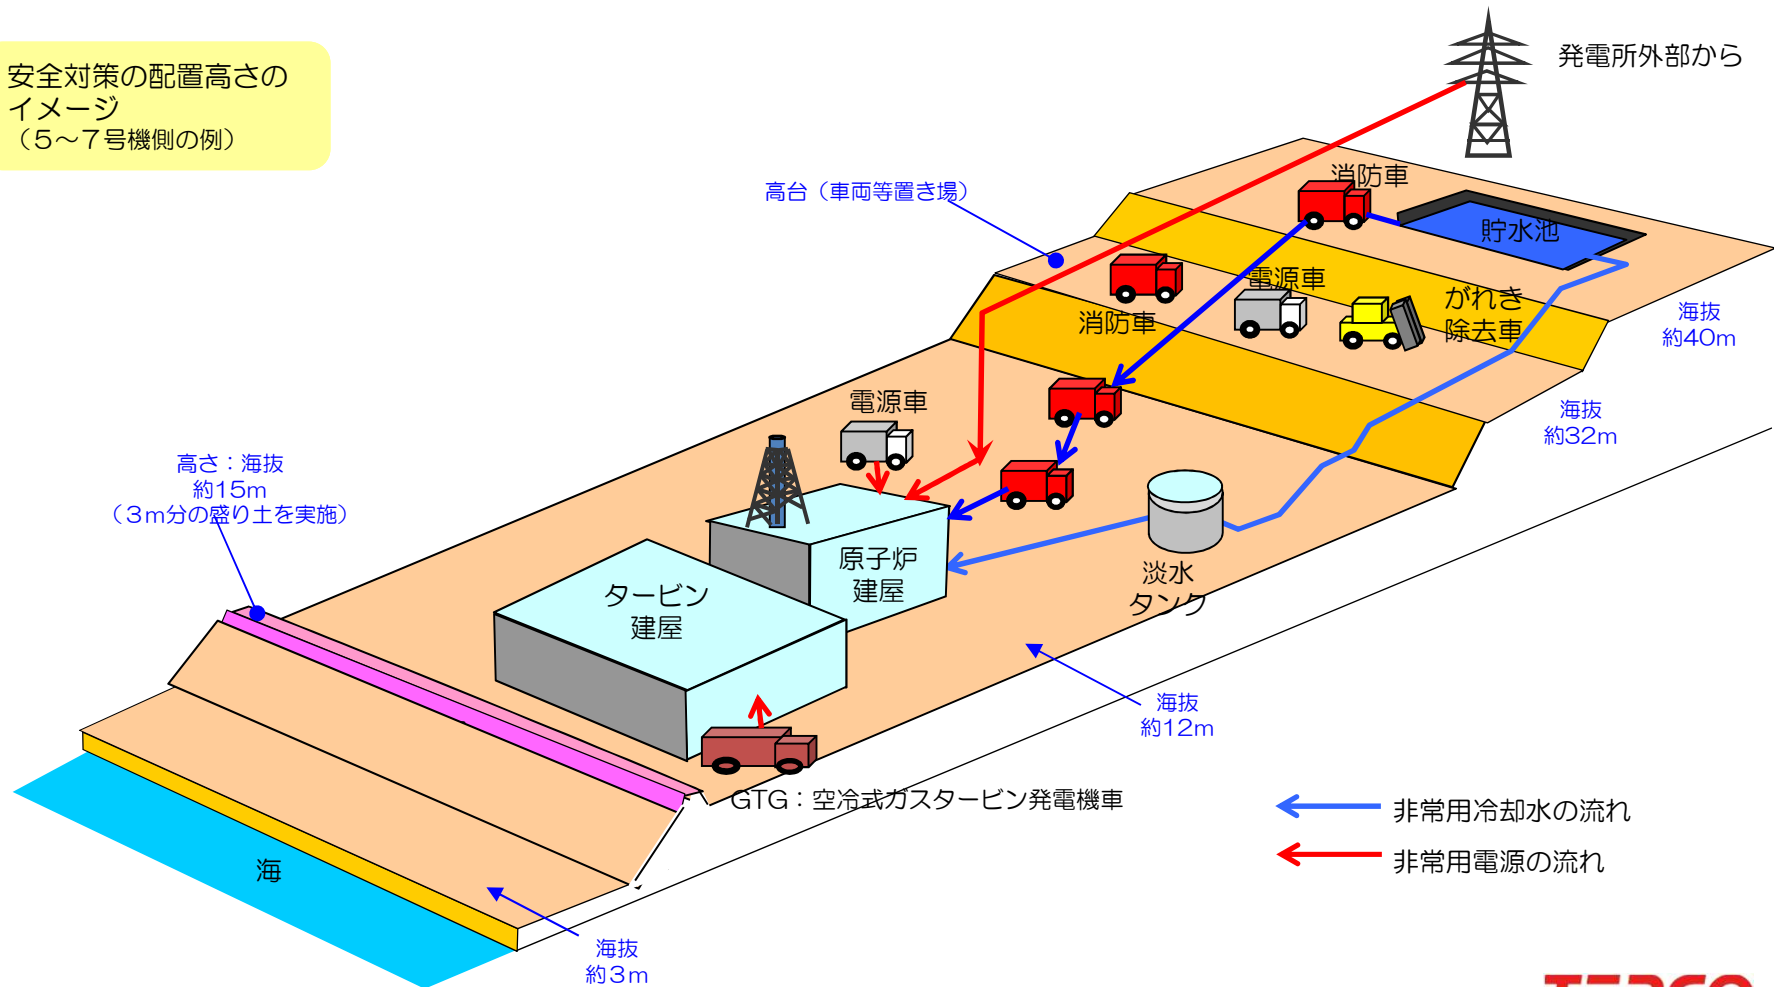 安全対策の配置高さの
イメージ
（５～７号機側の例）
発電所外部から
消防車
高台（車両等置き場）
貯水池
電源車
がれき
除去車
消防車
海抜
約40m
海抜
約32m
電源車
高さ：海抜
約15m
（３ｍ分の盛り土を実施）
原子炉
建屋
淡水
タンク
タービン
建屋
海抜
約12m
GTG：空冷式ガスタービン発電機車
非常用冷却水の流れ
非常用電源の流れ
海
海抜
約３ｍ
TEPCO